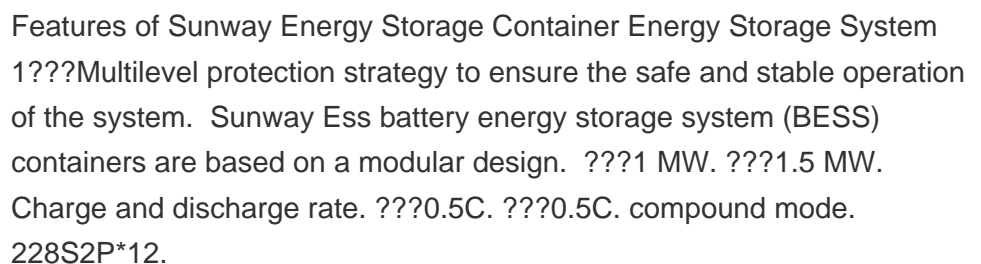 Features of Sunway Energy Storage Container Energy Storage System
1???Multilevel protection strategy to ensure the safe and stable operation
of the system.  Sunway Ess battery energy storage system (BESS)
containers are based on a modular design.  ???1 MW. ???1.5 MW.
Charge and discharge rate. ???0.5C. ???0.5C. compound mode.
228S2P*12.